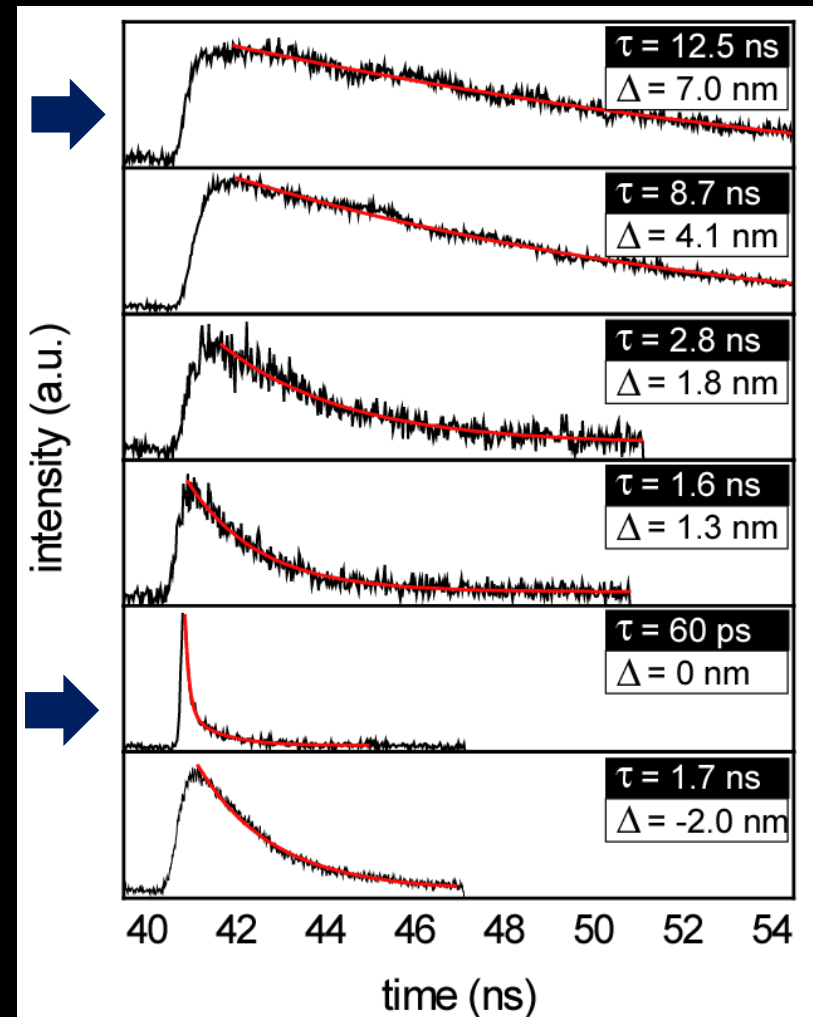 τ = 12.5 ns
Δ = 7.0 nm
τ = 8.7 ns
Δ = 4.1 nm
τ = 2.8 ns
Δ = 1.8 nm
τ = 1.6 ns
Δ = 1.3 nm
τ = 60 ps
Δ = 0 nm
τ = 1.7 ns
Δ = -2.0 nm
intensity (a.u.)
40 42 44 46 48 50 52 54
time (ns)